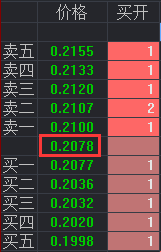 价格 买开
卖五 0.2155 1
卖四 0.2133 1
卖三 0.2120 1
卖二 0.2107 2
卖一 0.2100 1
0.2078
买一 0.2077 1
买二 0.2036 1
买三 0.2032 1
买四 0.2020 1
买五 0.1998 1